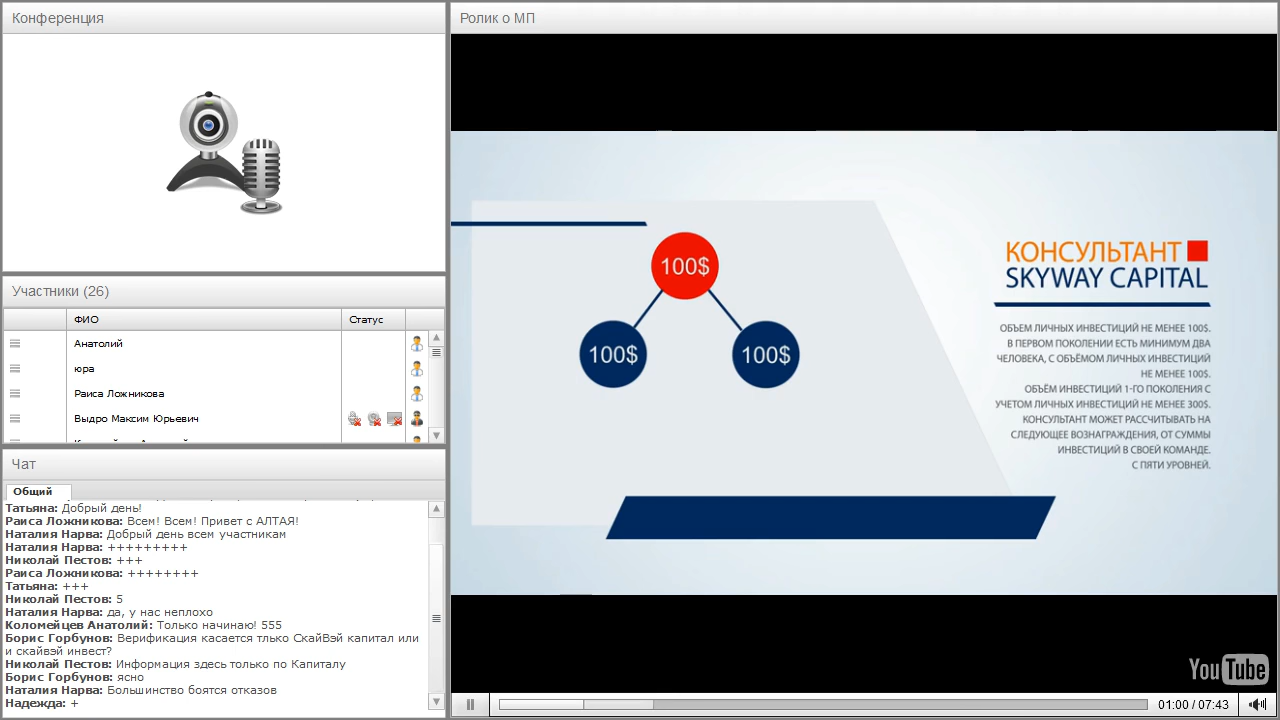 Конференция
Участники (26)
ФИО
Статус
Анатолий
юра
Раиса Ложникова
Выдро Максим Юрьевич
Чат
Общий
Татьяна: Добрый день!
Раиса Ложникова: Всем! Всем! Привет с АЛТАЯ!
Наталия Нарва: Добрый день всем участникам
Наталия Нарва: +++++++++
Николай Пестов: +++
Раиса Ложникова: ++++++++
Татьяна: +++
Николай Пестов: 5
Наталия Нарва: да, у нас неплохо
Коломейцев Анатолий: Только начинаю! 555
Борис Горбунов: Верификация касается тлько СкайВэй капитал или
и скайвэй инвест?
Николай Пестов: Информация здесь только по Капиталу
Борис Горбунов: ясно
Наталия Нарва: Большинство боятся отказов
Надежда: +
Ролик о МП
100$
100$
100$
КОНСУЛЬТАНТ
SKYWAY CAPITAL
ОБЪЕМ ЛИЧНЫХ ИНВЕСТИЦИЙ НЕ МЕНЕЕ 100$.
В ПЕРВОМ ПОКОЛЕНИИ ЕСТЬ МИНИМУМ ДВА
ЧЕЛОВЕКА, С ОБЪЁМОМ ЛИЧНЫХ ИНВЕСТИЦИЙ
НЕ МЕНЕЕ 100$.
ОБЪЁМ ИНВЕСТИЦИЙ 1-ГО ПОКОЛЕНИЯ С
УЧЕТОМ ЛИЧНЫХ ИНВЕСТИЦИЙ НЕ МЕНЕЕ 300$.
КОНСУЛЬТАНТ МОЖЕТ РАССЧИТЫВАТЬ НА
СЛЕДУЮЩЕЕ ВОЗНАГРАЖДЕНИЯ, ОТ СУММЫ
ИНВЕСТИЦИЙ В СВОЕЙ КОМАНДЕ.
С ПЯТИ УРОВНЕЙ.
YouTube
01:00 / 07:43